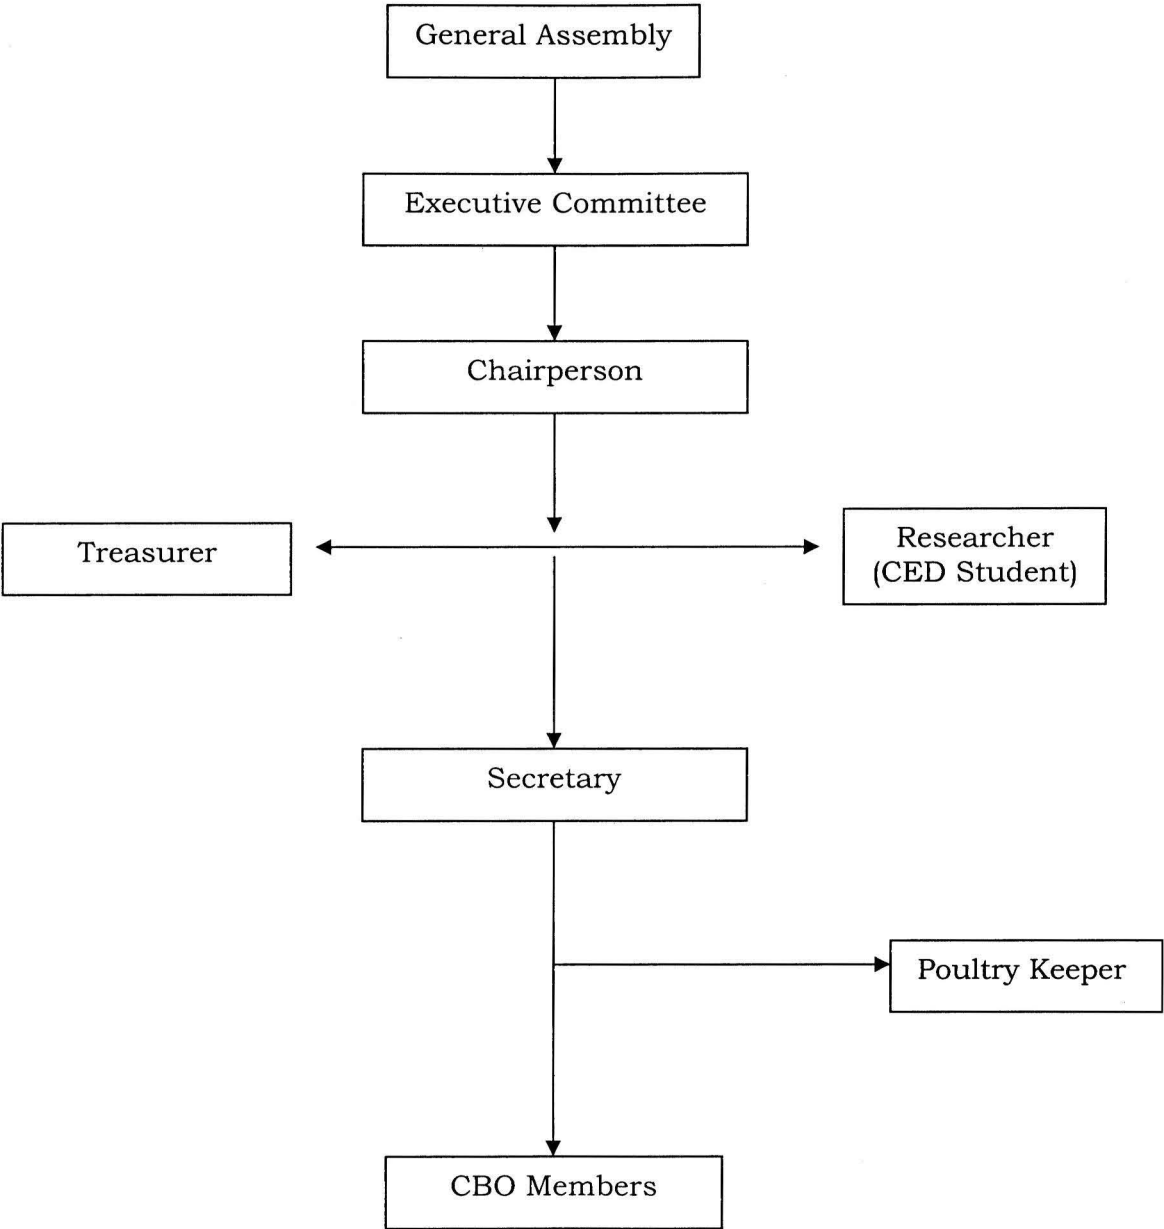 General Assembly
Executive Committee
Chairperson
Treasurer
Researcher
(CED Student)
Secretary
Poultry Keeper
CBO Members